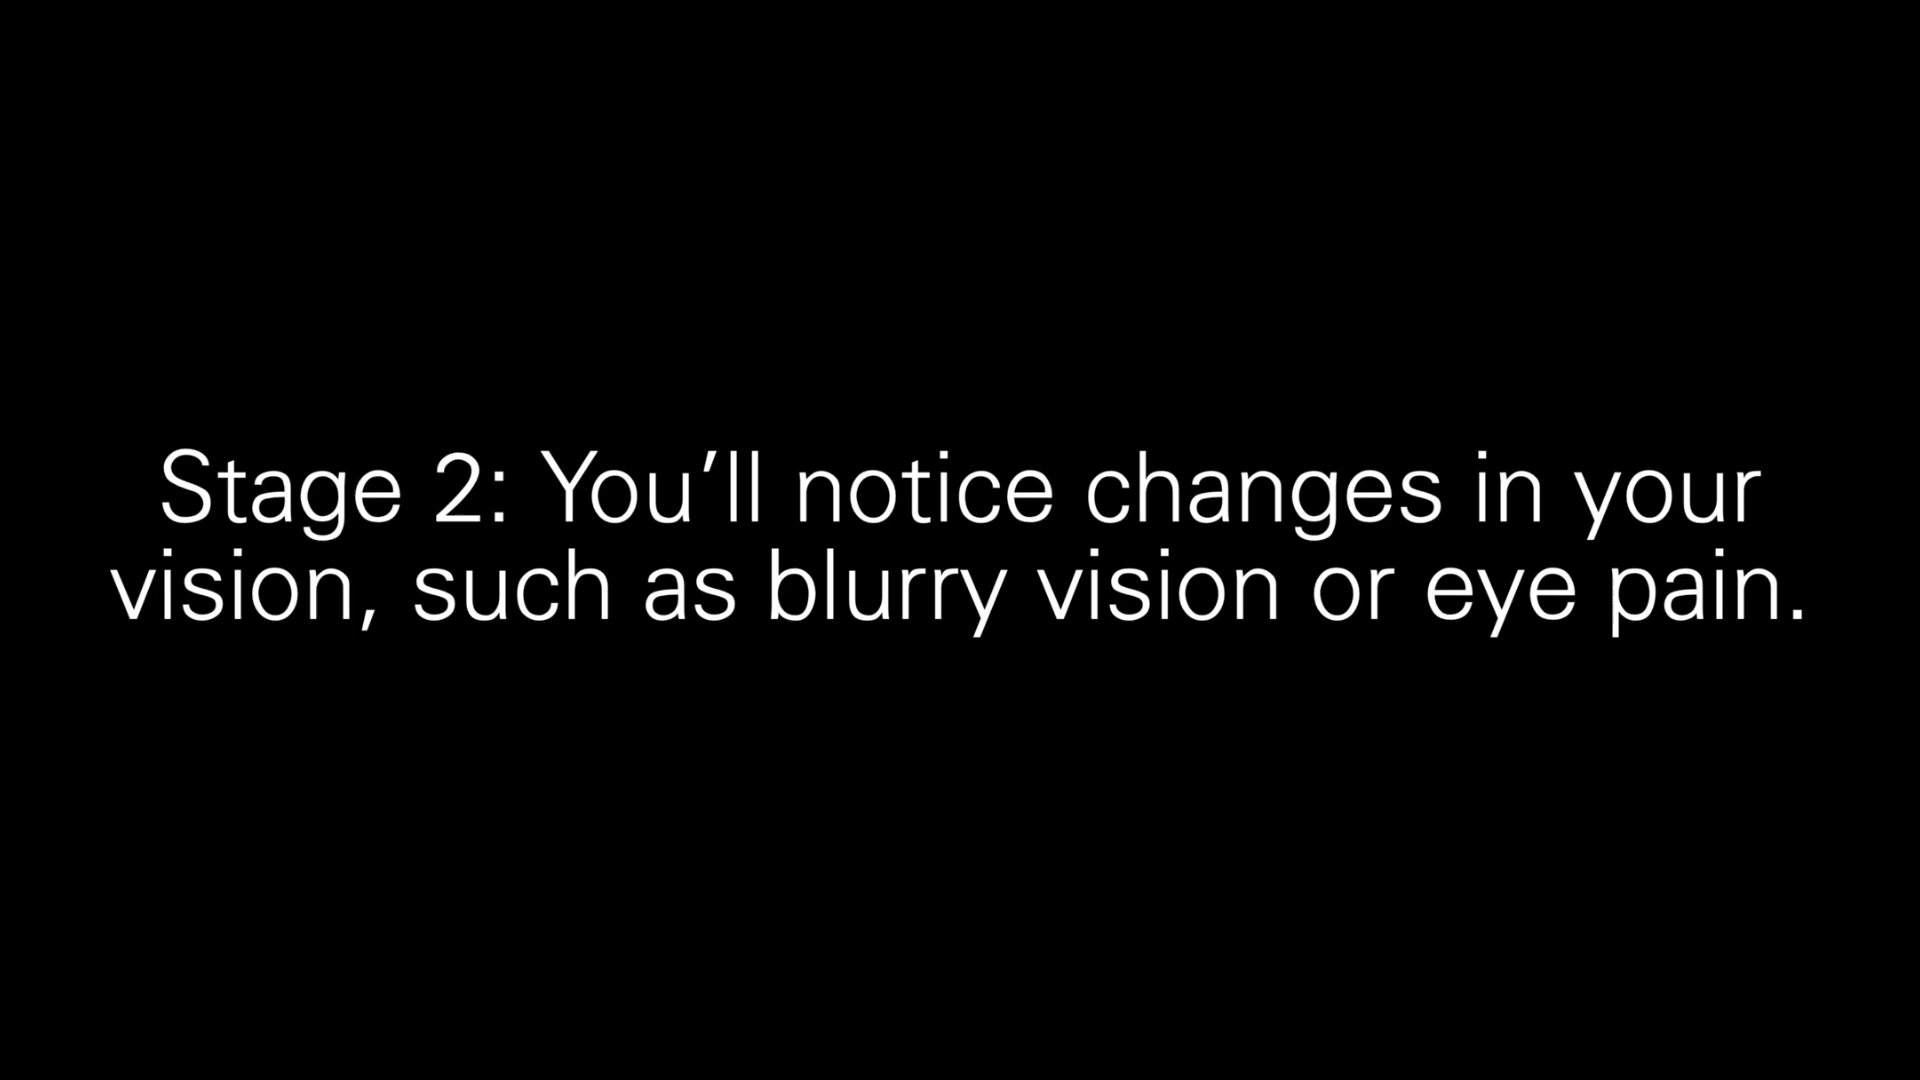 Stage 2: You’ll notice changes in your
vision, such as blurry vision or eye pain.